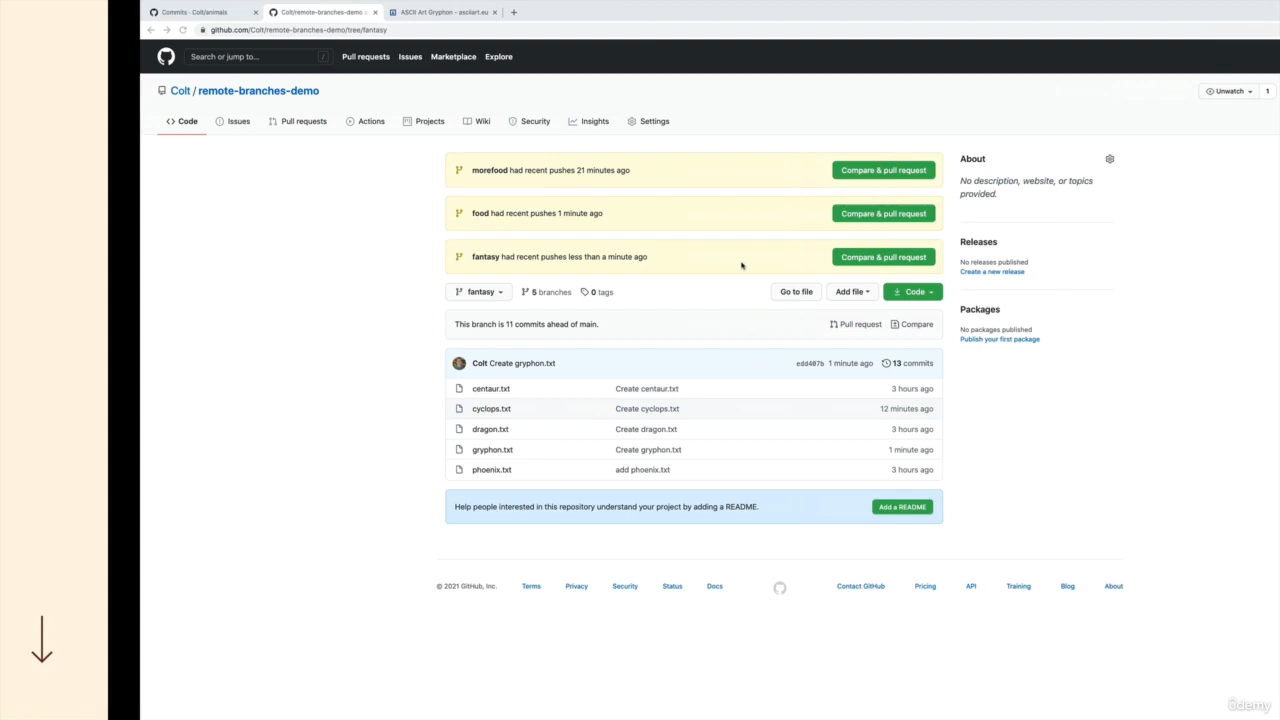 Commits · Colt/animals
Colt/remote-branches-demo
ASCII Art Gryphon - asciiart.eu
github.com/Colt/remote-branches-demo/tree/fantasy
Search or jump to...
/
Pull requests
Issues
Marketplace
Explore
Colt / remote-branches-demo
Unwatch
1
Code
Issues
Pull requests
Actions
Projects
Wiki
Security
Insights
Settings
morefood had recent pushes 21 minutes ago
Compare & pull request
food had recent pushes 1 minute ago
Compare & pull request
fantasy had recent pushes less than a minute ago
Compare & pull request
fantasy
5 branches
0 tags
Go to file
Add file
Code
This branch is 11 commits ahead of main.
Pull request
Compare
Colt Create gryphon.txt
edd407b 1 minute ago
13 commits
centaur.txt
Create centaur.txt
3 hours ago
cyclops.txt
Create cyclops.txt
12 minutes ago
dragon.txt
Create dragon.txt
3 hours ago
gryphon.txt
Create gryphon.txt
1 minute ago
phoenix.txt
add phoenix.txt
3 hours ago
Help people interested in this repository understand your project by adding a README.
Add a README
About
No description, website, or topics
provided.
Releases
No releases published
Create a new release
Packages
No packages published
Publish your first package
© 2021 GitHub, Inc.
Terms
Privacy
Security
Status
Docs
Contact GitHub
Pricing
API
Training
Blog
About
ûdemy